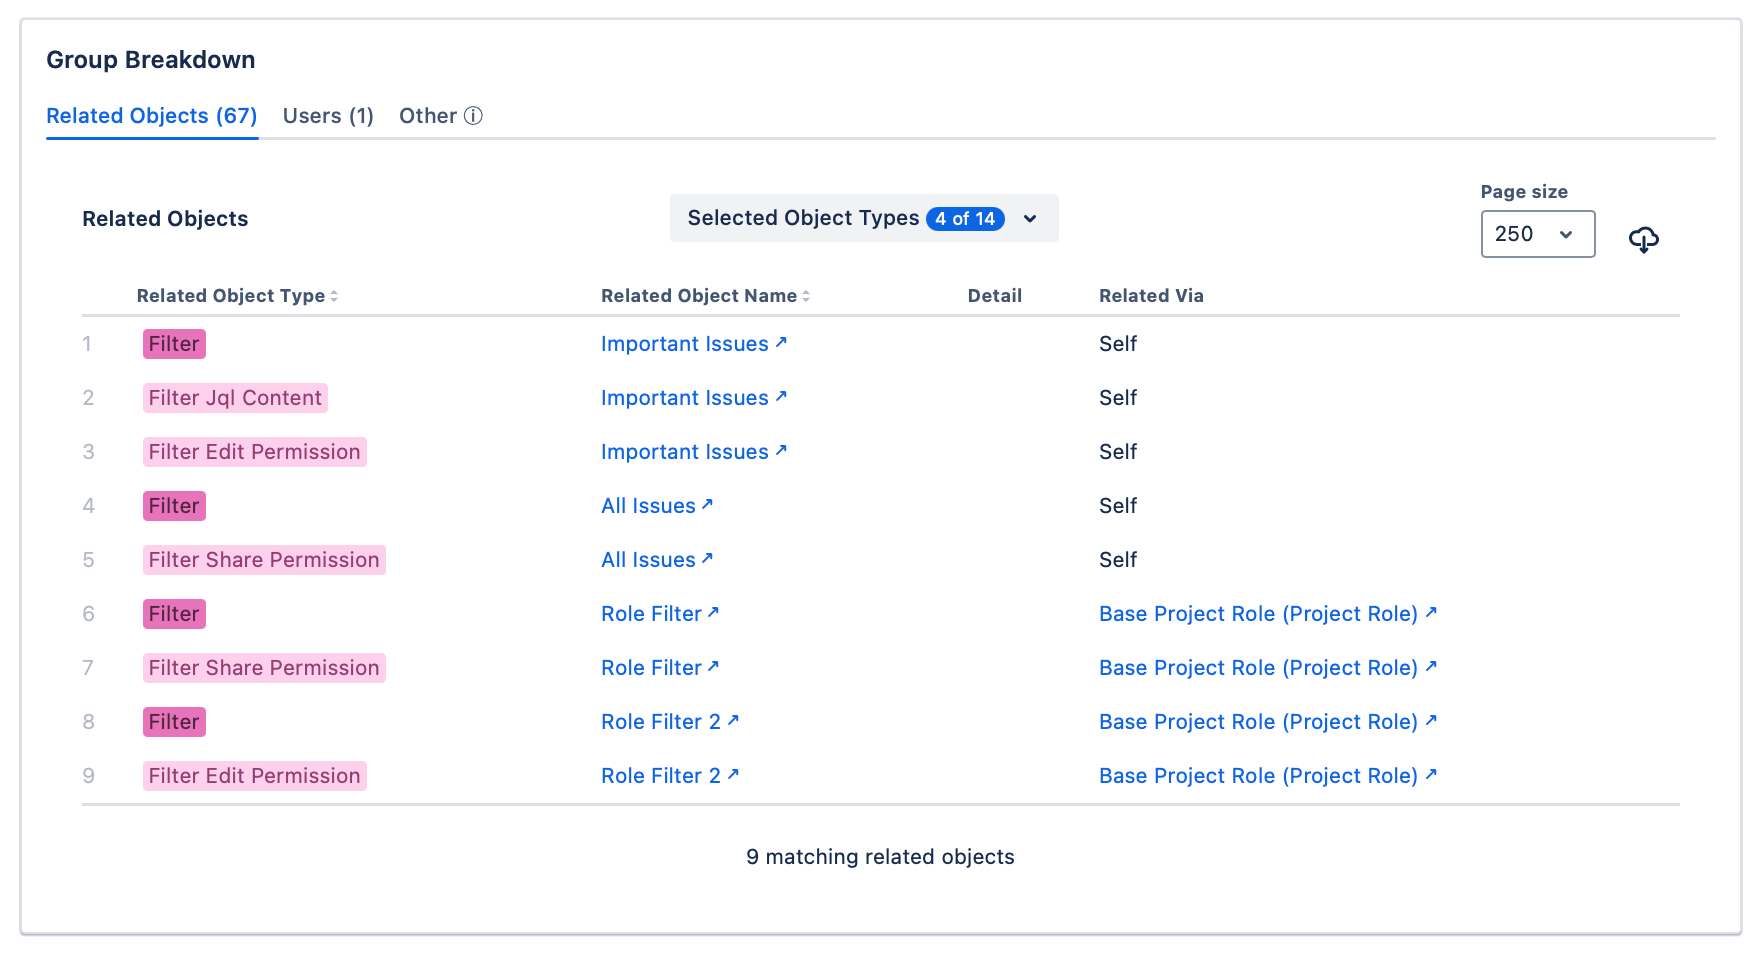 Group Breakdown
Related Objects (67) Users (1) Other
Related Objects Selected Object Types 4 of 14 Page size
250
Related Object Type Related Object Name Detail Related Via
1 Filter Important Issues Self
2 Filter Jql Content Important Issues Self
3 Filter Edit Permission Important Issues Self
4 Filter All Issues Self
5 Filter Share Permission All Issues Self
6 Filter Role Filter Base Project Role (Project Role)
7 Filter Share Permission Role Filter Base Project Role (Project Role)
8 Filter Role Filter 2 Base Project Role (Project Role)
9 Filter Edit Permission Role Filter 2 Base Project Role (Project Role)
9 matching related objects